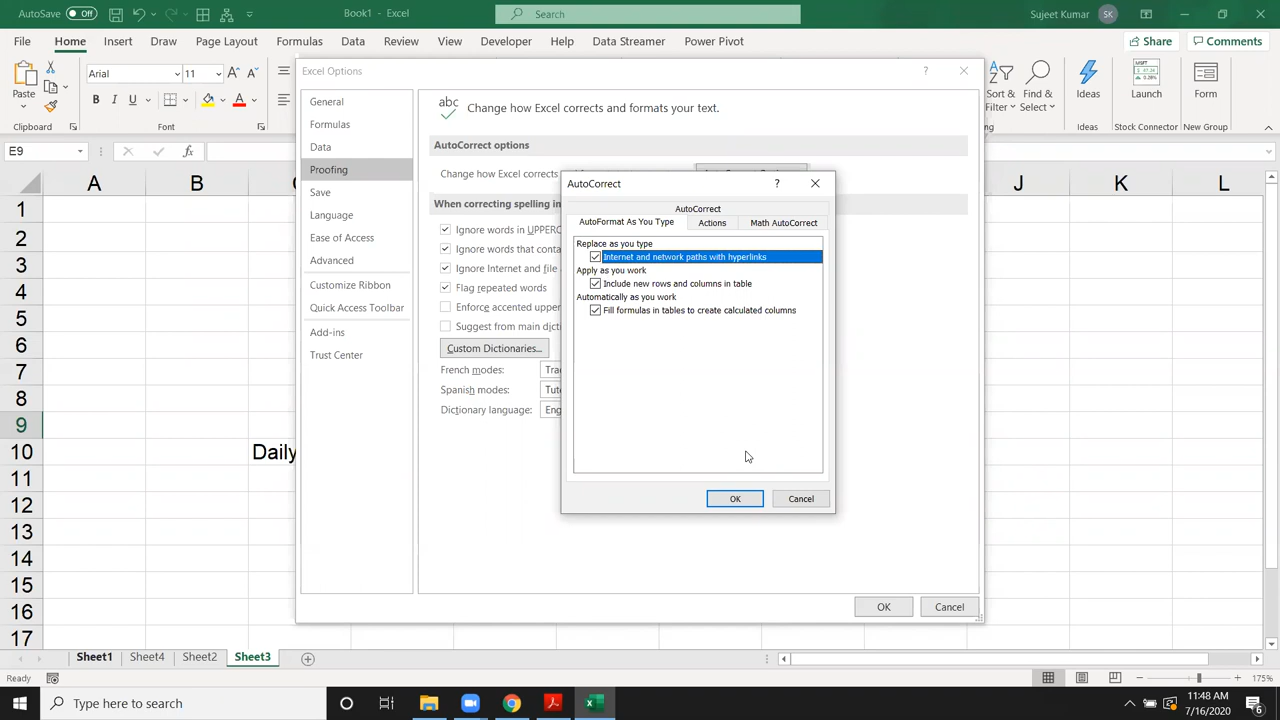 AutoSave Off Book1 - Excel Search Sujeet Kumar SK
File Home Insert Draw Page Layout Formulas Data Review View Developer Help Data Streamer Power Pivot Share Comments
Paste Arial 11 A A Sort & Filter Find & Select Ideas Launch Form
B I U A
Clipboard Font Ideas Stock Connector New Group
E9 fx
A B J K L
1
2
3
4
5
6
7
8
9
10 Daily
11
12
13
14
15
16
17
Excel Options ?
General
Formulas
Data
Proofing
Save
Language
Ease of Access
Advanced
Customize Ribbon
Quick Access Toolbar
Add-ins
Trust Center
abc Change how Excel corrects and formats your text.
AutoCorrect options
Change how Excel corrects
When correcting spelling in
Ignore words in UPPERC
Ignore words that conta
Ignore Internet and file
Flag repeated words
Enforce accented upper
Suggest from main dict
Custom Dictionaries...
French modes: Tra
Spanish modes: Tute
Dictionary language: Eng
OK Cancel
AutoCorrect ?
AutoCorrect
AutoFormat As You Type Actions Math AutoCorrect
Replace as you type
Internet and network paths with hyperlinks
Apply as you work
Include new rows and columns in table
Automatically as you work
Fill formulas in tables to create calculated columns
OK Cancel
Sheet1 Sheet4 Sheet2 Sheet3
Ready 175%
Type here to search
11:48 AM
7/16/2020 6